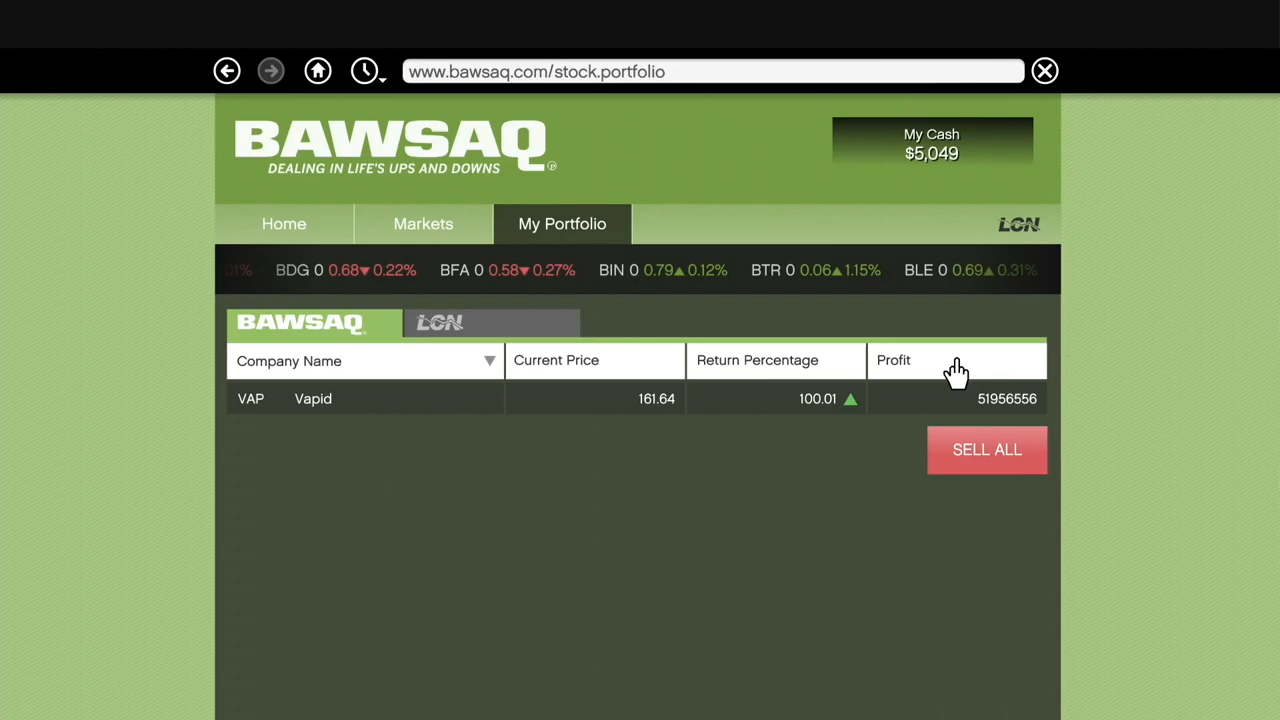 www.bawsaq.com/stock.portfolio
BAWSAQ
DEALING IN LIFE'S UPS AND DOWNS
My Cash
$5,049
Home Markets My Portfolio LCN
BDG 0 0.68▼0.22% BFA 0 0.58▼0.27% BIN 0 0.79▲0.12% BTR 0 0.06▲1.15% BLE 0 0.69▲0.31%
BAWSAQ LCN
Company Name ▼ Current Price Return Percentage Profit
VAP Vapid 161.64 100.01 ▲ 51956556
SELL ALL